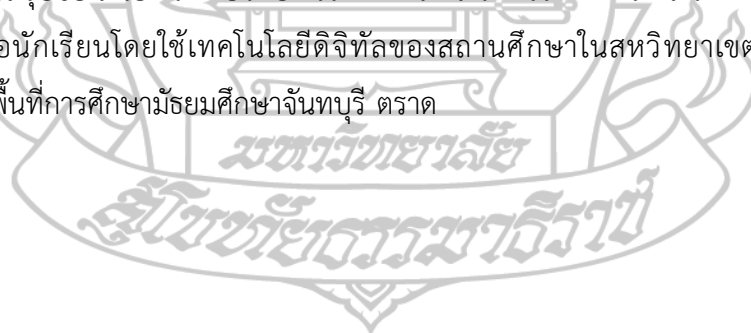 อนักเรียนโดยใช้เทคโนโลยีดิจิทัลของสถานศึกษาในสหวิทยาเขต
พื้นที่การศึกษามัธยมศึกษาจันทบุรี ตราด
มหาวิทยาลัย
สุโขทัยธรรมาธิราช